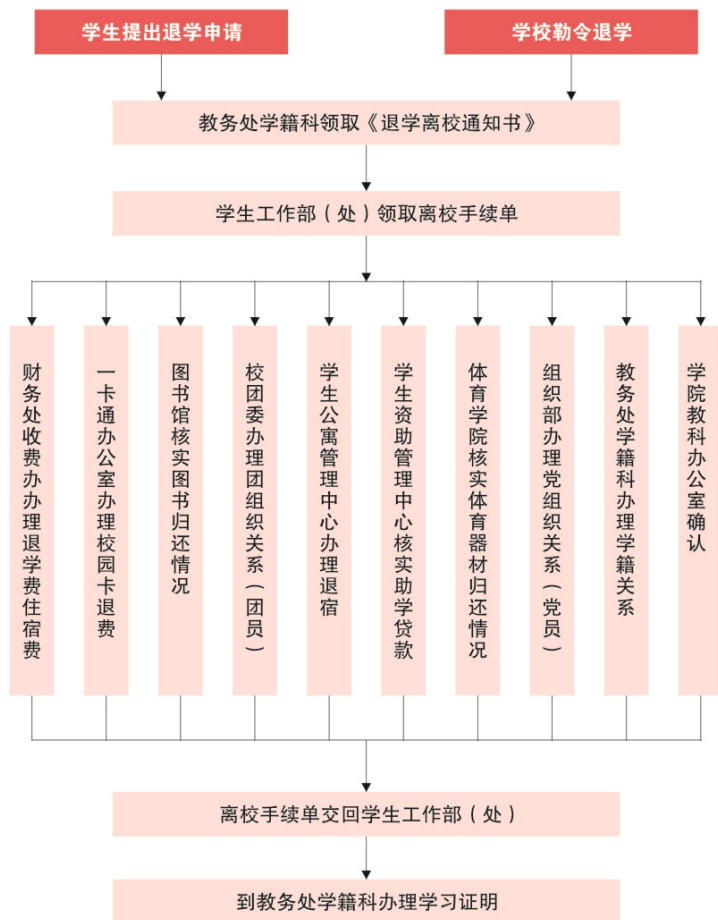 学生提出退学申请
学校勒令退学
教务处学籍科领取《退学离校通知书》
学生工作部（处）领取离校手续单
财务处收费办办理退学费住宿费
一卡通办公室办理校园卡退费
图书馆核实图书归还情况
校团委办理团组织关系（团员）
学生公寓管理中心办理退宿
学生资助管理中心核实助学贷款
体育学院核实体育器材归还情况
组织部办理党组织关系（党员）
教务处学籍科办理学籍关系
学院教科办公室确认
离校手续单交回学生工作部（处）
到教务处学籍科办理学习证明